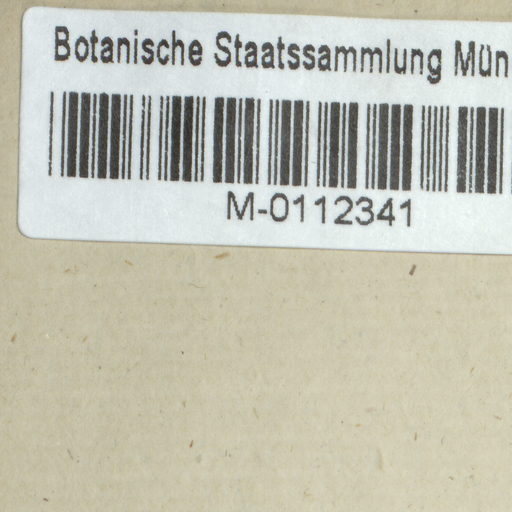 Botanische Staatssammlung Mün
M-0112341